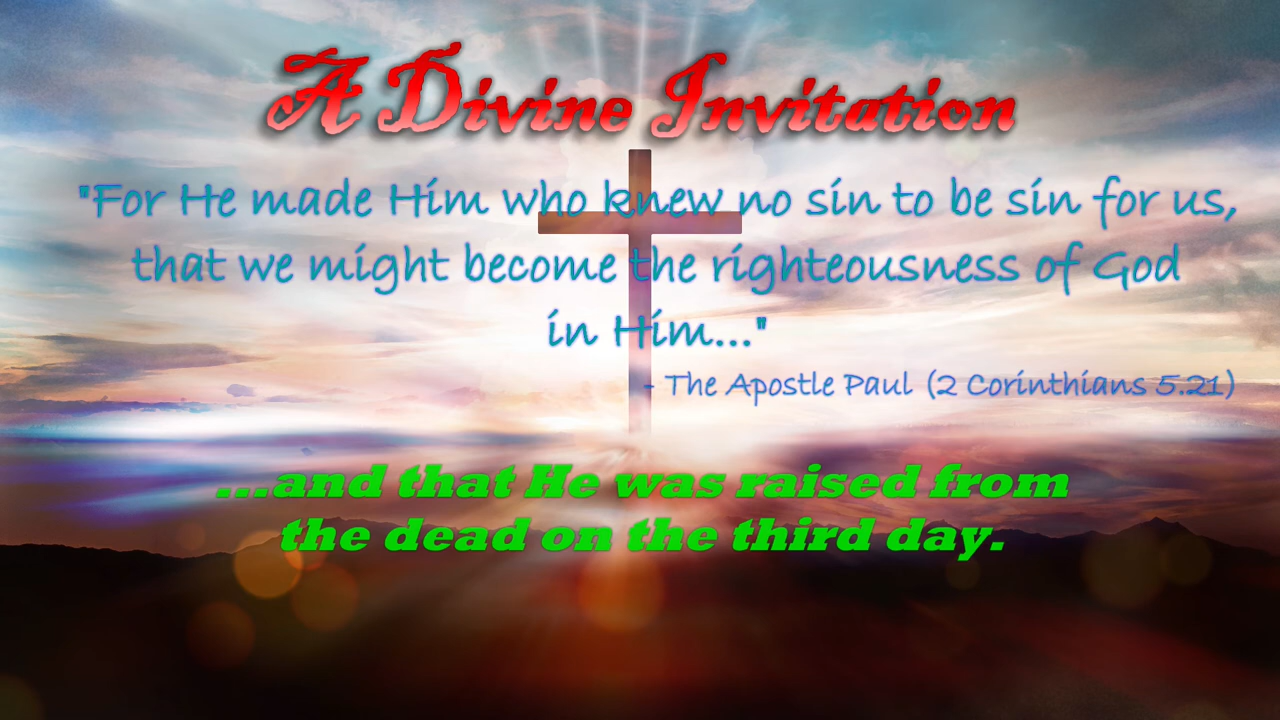 A Divine Invitation
"For He made Him who knew no sin to be sin for us,
that we might become the righteousness of God
in Him..."
- The Apostle Paul (2 Corinthians 5.21)
...and that He was raised from
the dead on the third day.